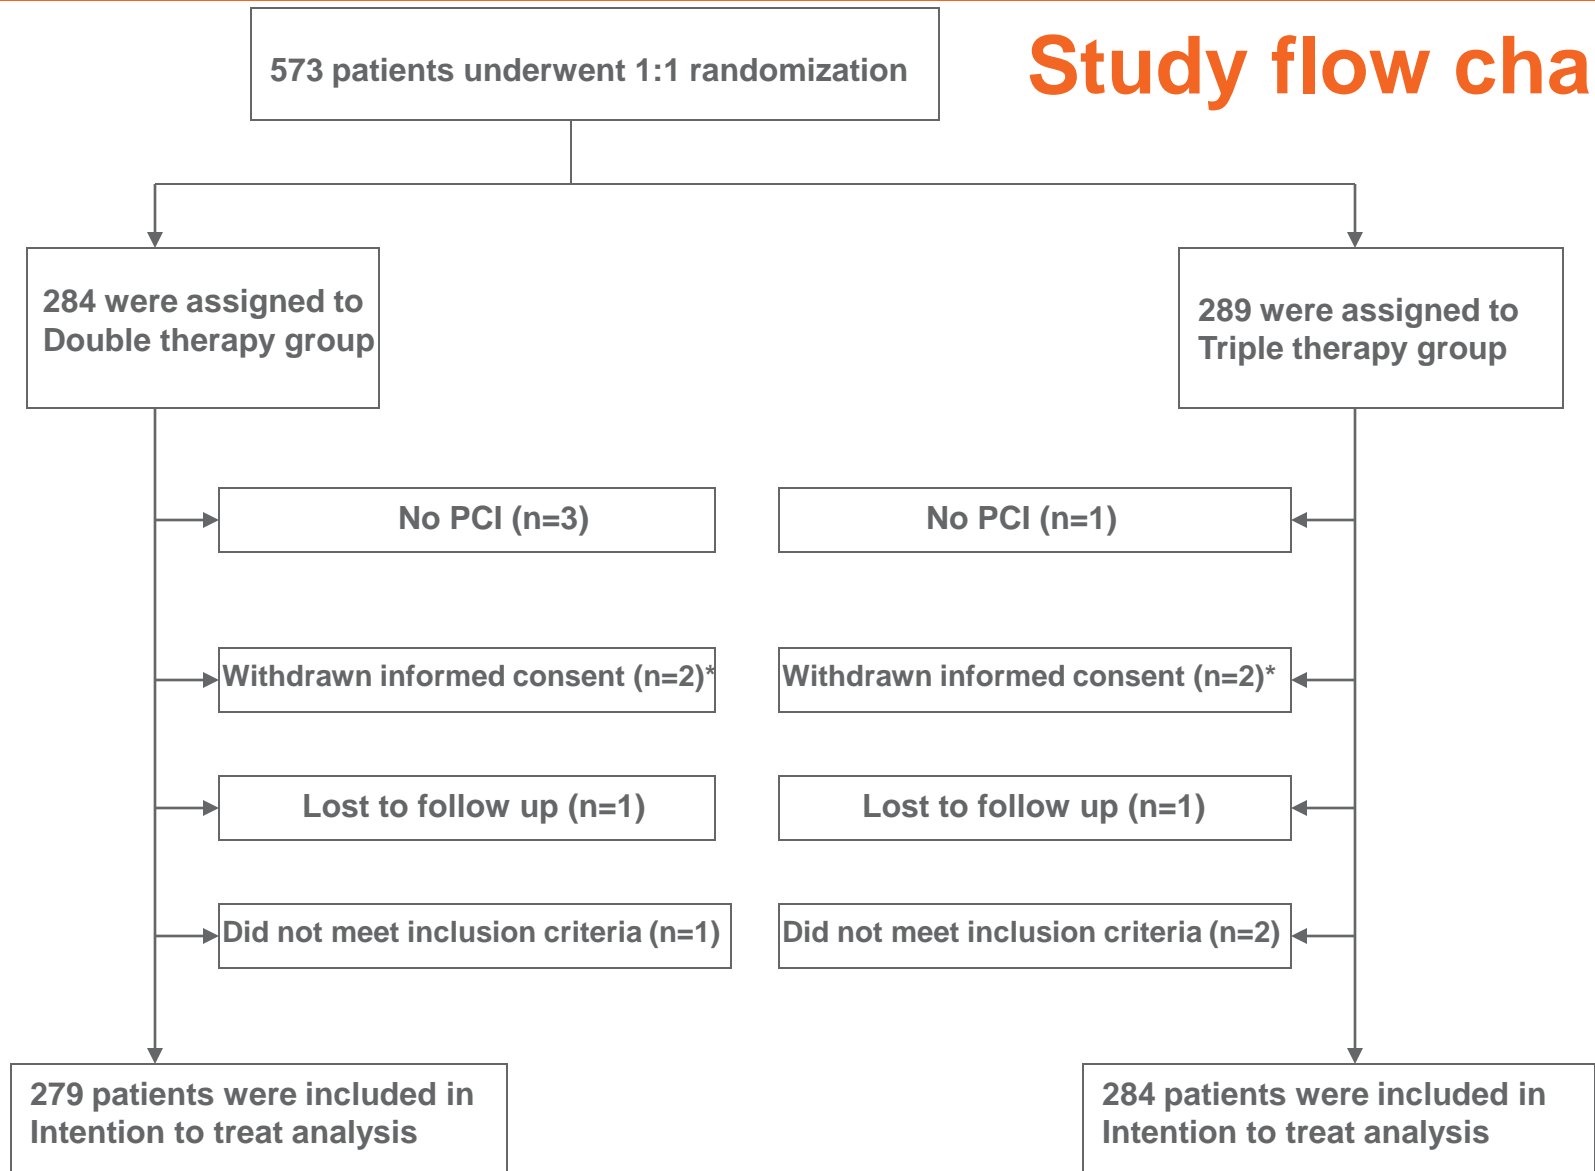 Study flow cha
573 patients underwent 1:1 randomization
284 were assigned to
Double therapy group
289 were assigned to
Triple therapy group
No PCI (n=3)
No PCI (n=1)
Withdrawn informed consent (n=2)*
Withdrawn informed consent (n=2)*
Lost to follow up (n=1)
Lost to follow up (n=1)
Did not meet inclusion criteria (n=1)
Did not meet inclusion criteria (n=2)
279 patients were included in
Intention to treat analysis
284 patients were included in
Intention to treat analysis